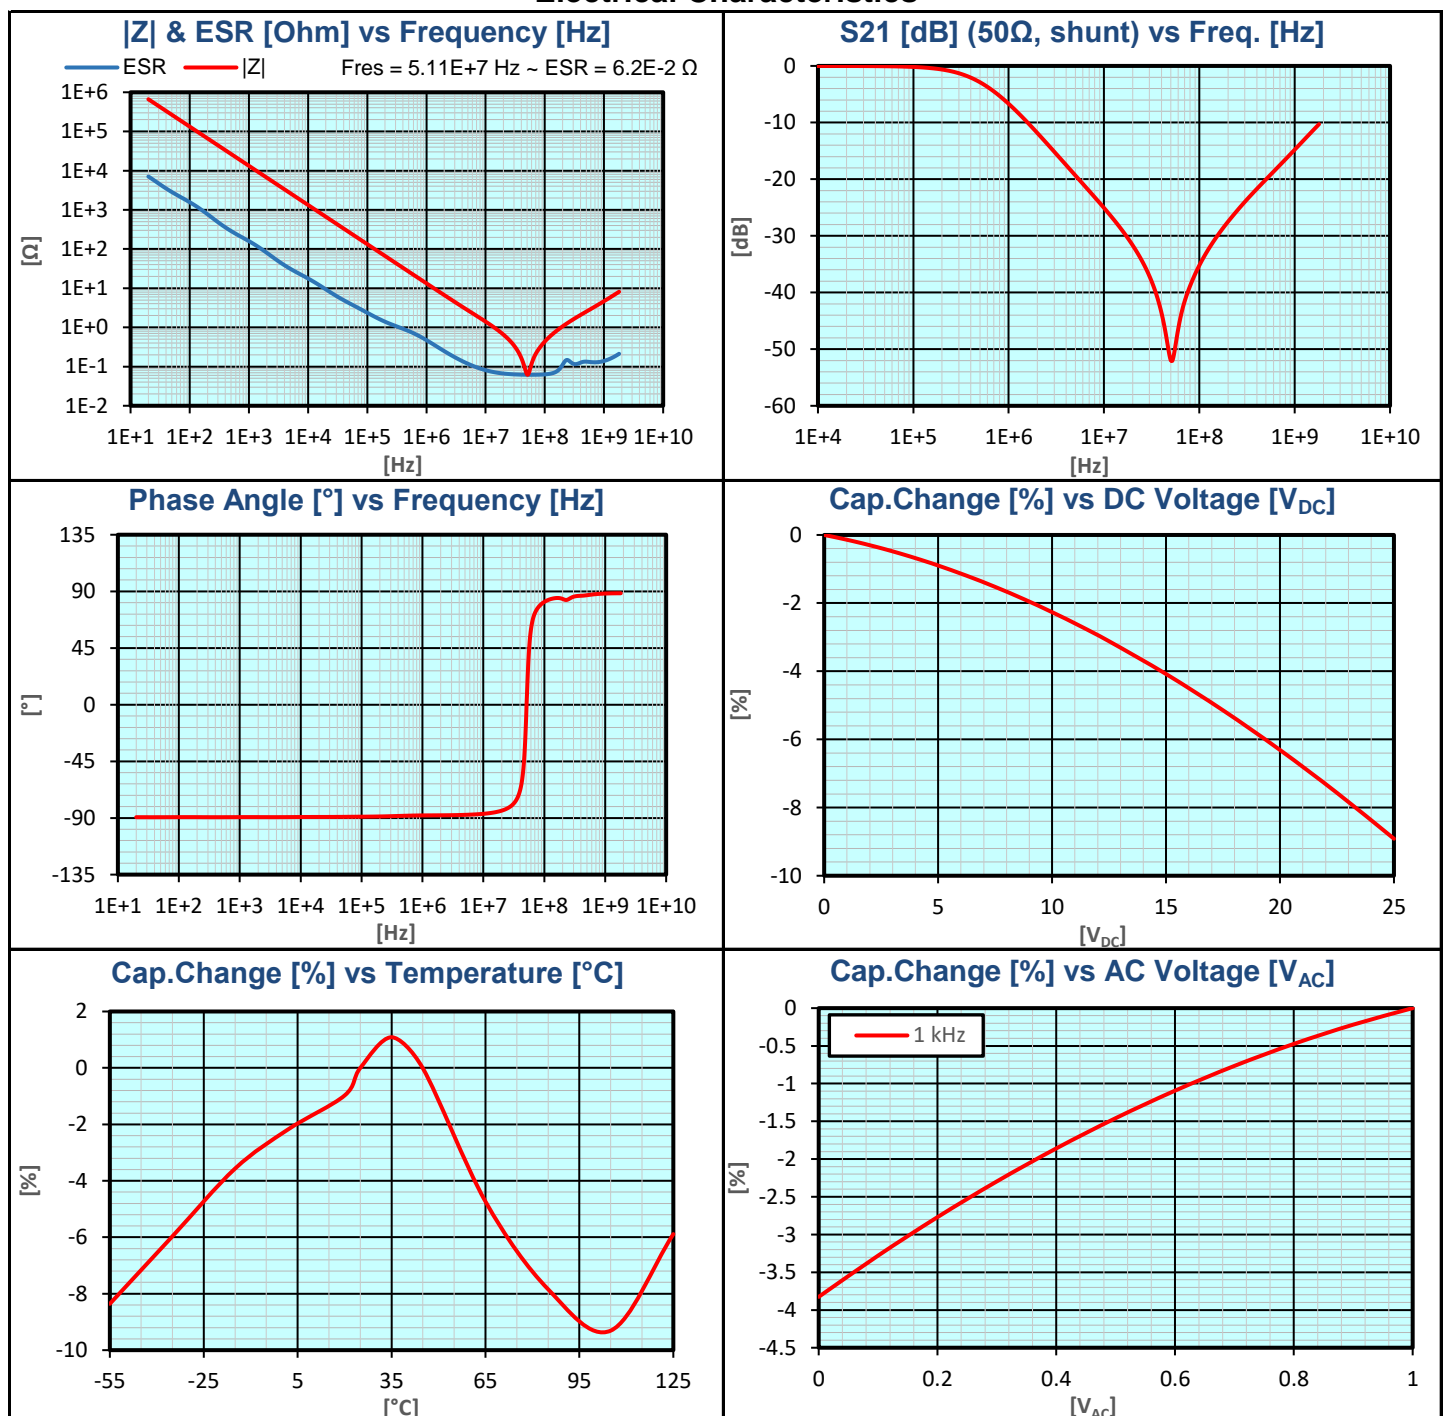 Electrical Characteristics
|Z| & ESR [Ohm] vs Frequency [Hz]
ESR |Z| Fres = 5.11E+7 Hz ~ ESR = 6.2E-2 Ω
1E+6
1E+5
1E+4
1E+3
1E+2
1E+1
1E+0
1E-1
1E-2
[Ω]
1E+1 1E+2 1E+3 1E+4 1E+5 1E+6 1E+7 1E+8 1E+9 1E+10
[Hz]
S21 [dB] (50Ω, shunt) vs Freq. [Hz]
0
-10
-20
-30
-40
-50
-60
[dB]
1E+4 1E+5 1E+6 1E+7 1E+8 1E+9 1E+10
[Hz]
Phase Angle [°] vs Frequency [Hz]
135
90
45
0
-45
-90
-135
[°]
1E+1 1E+2 1E+3 1E+4 1E+5 1E+6 1E+7 1E+8 1E+9 1E+10
[Hz]
Cap.Change [%] vs DC Voltage [VDC]
0
-2
-4
-6
-8
-10
[%]
0 5 10 15 20 25
[VDC]
Cap.Change [%] vs Temperature [°C]
2
0
-2
-4
-6
-8
-10
[%]
-55 -25 5 35 65 95 125
[°C]
Cap.Change [%] vs AC Voltage [VAC]
1 kHz
0
-0.5
-1
-1.5
-2
-2.5
-3
-3.5
-4
-4.5
[%]
0 0.2 0.4 0.6 0.8 1
[VAC]